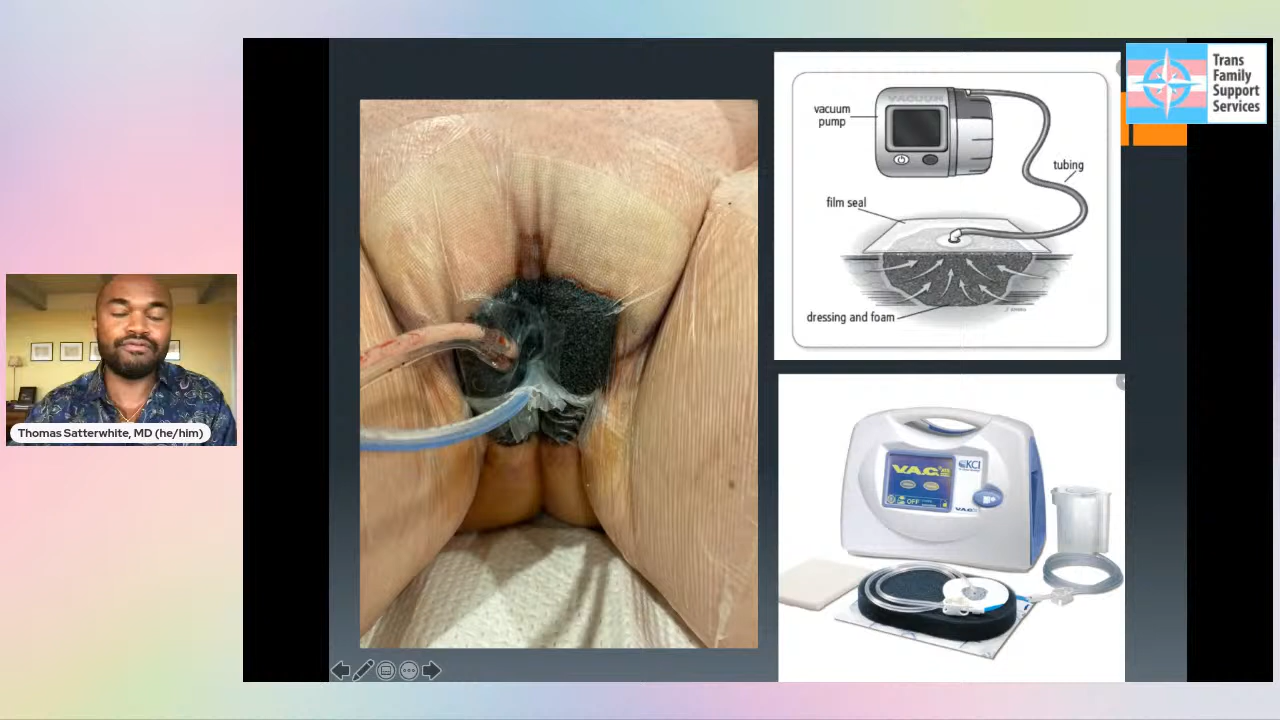 Trans
Family
Support
Services
VACUUM
vacuum
pump
tubing
film seal
dressing and foam
KCI
V.A.C.
OFF
V.A.C.
Thomas Satterwhite, MD (he/him)